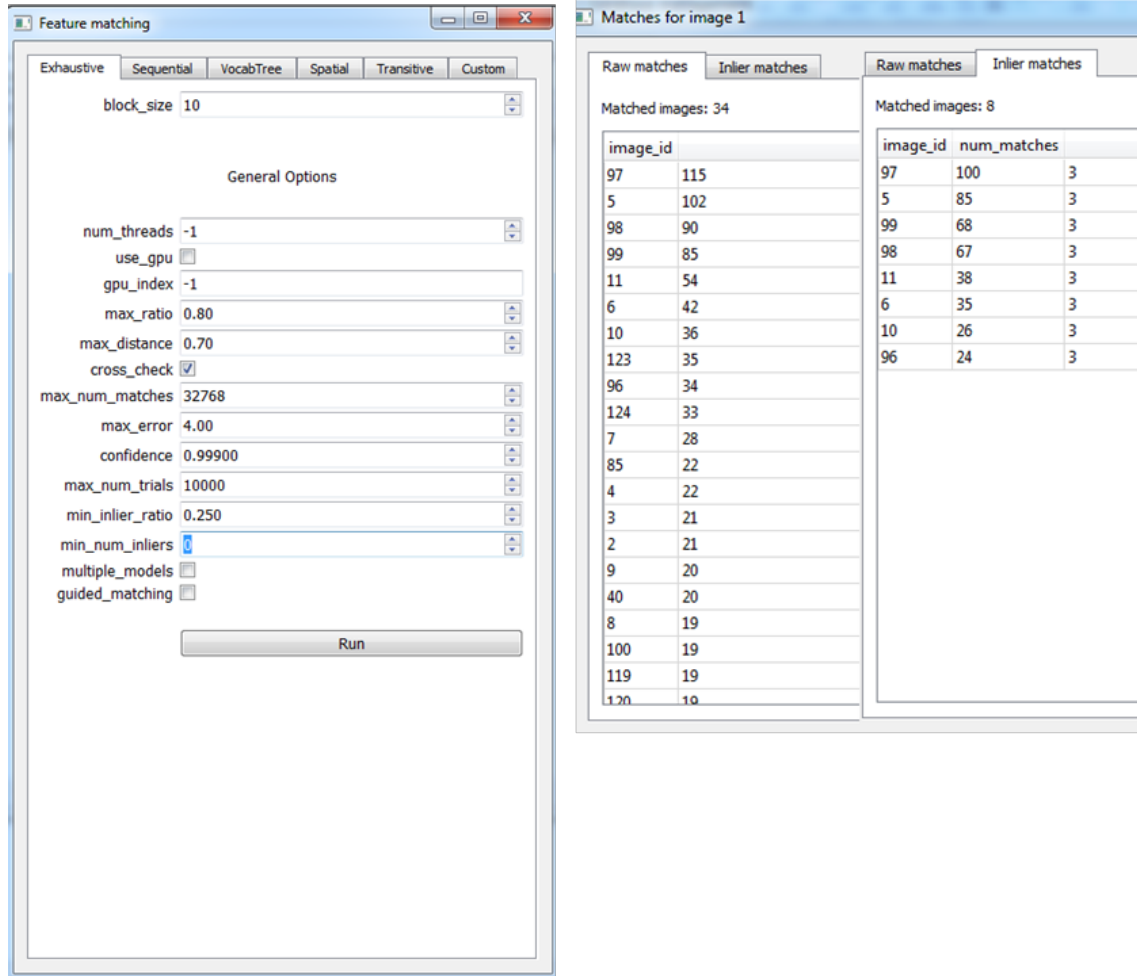 Feature matching
Exhaustive Sequential VocabTree Spatial Transitive Custom
block_size 10
General Options
num_threads -1
use_gpu
gpu_index -1
max_ratio 0.80
max_distance 0.70
cross_check
max_num_matches 32768
max_error 4.00
confidence 0.99900
max_num_trials 10000
min_inlier_ratio 0.250
min_num_inliers 0
multiple_models
guided_matching
Run
Matches for image 1
Raw matches Inlier matches
Matched images: 34
image_id
97 115
5 102
98 90
99 85
11 54
6 42
10 36
123 35
96 34
124 33
7 28
85 22
4 22
3 21
2 21
9 20
40 20
8 19
100 19
119 19
120 19
Raw matches Inlier matches
Matched images: 8
image_id num_matches
97 100 3
5 85 3
99 68 3
98 67 3
11 38 3
6 35 3
10 26 3
96 24 3